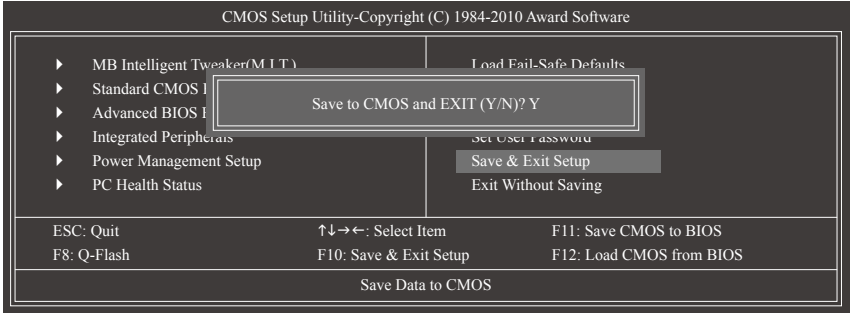 CMOS Setup Utility-Copyright (C) 1984-2010 Award Software
MB Intelligent Tweaker(M.I.T.)
Standard CMOS
Advanced BIOS
Integrated Peripherals
Power Management Setup
PC Health Status
Load Fail-Safe Defaults
Set User Password
Save & Exit Setup
Exit Without Saving
Save to CMOS and EXIT (Y/N)? Y
ESC: Quit ↑↓→←: Select Item F11: Save CMOS to BIOS
F8: Q-Flash F10: Save & Exit Setup F12: Load CMOS from BIOS
Save Data to CMOS